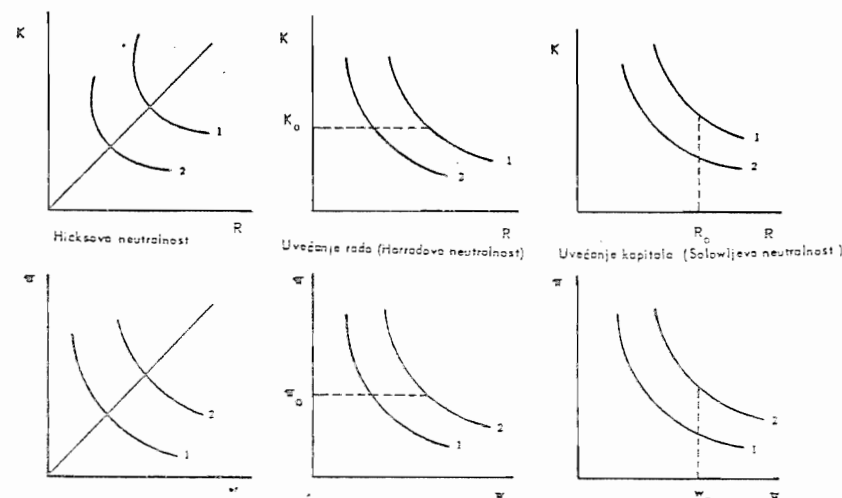 K K K
1 1 1
K₀
2 2 2
R R R₀ R
Hicksova neutralnost Uvećanje rada (Harrodova neutralnost) Uvećanje kapitala (Solowljeva neutralnost)
π π π
2 2 2
π₀
1 1 1
w